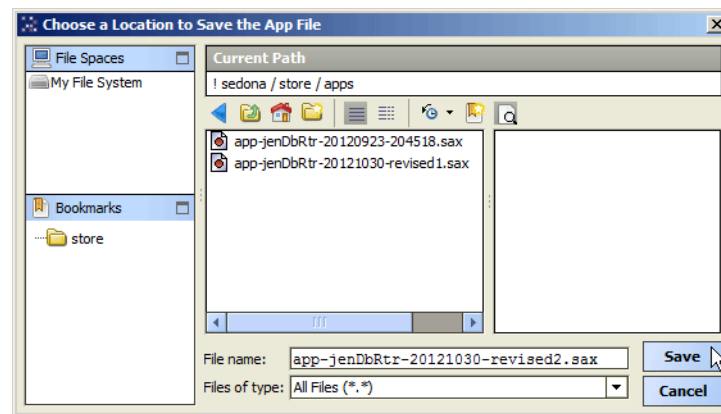 Choose a Location to Save the App File
File Spaces
My File System
Bookmarks
store
Current Path
! sedona / store / apps
app-jenDbRtr-20120923-204518.sax
app-jenDbRtr-20121030-revised1.sax
File name: app-jenDbRtr-20121030-revised2.sax
Save
Files of type: All Files (*.*)
Cancel